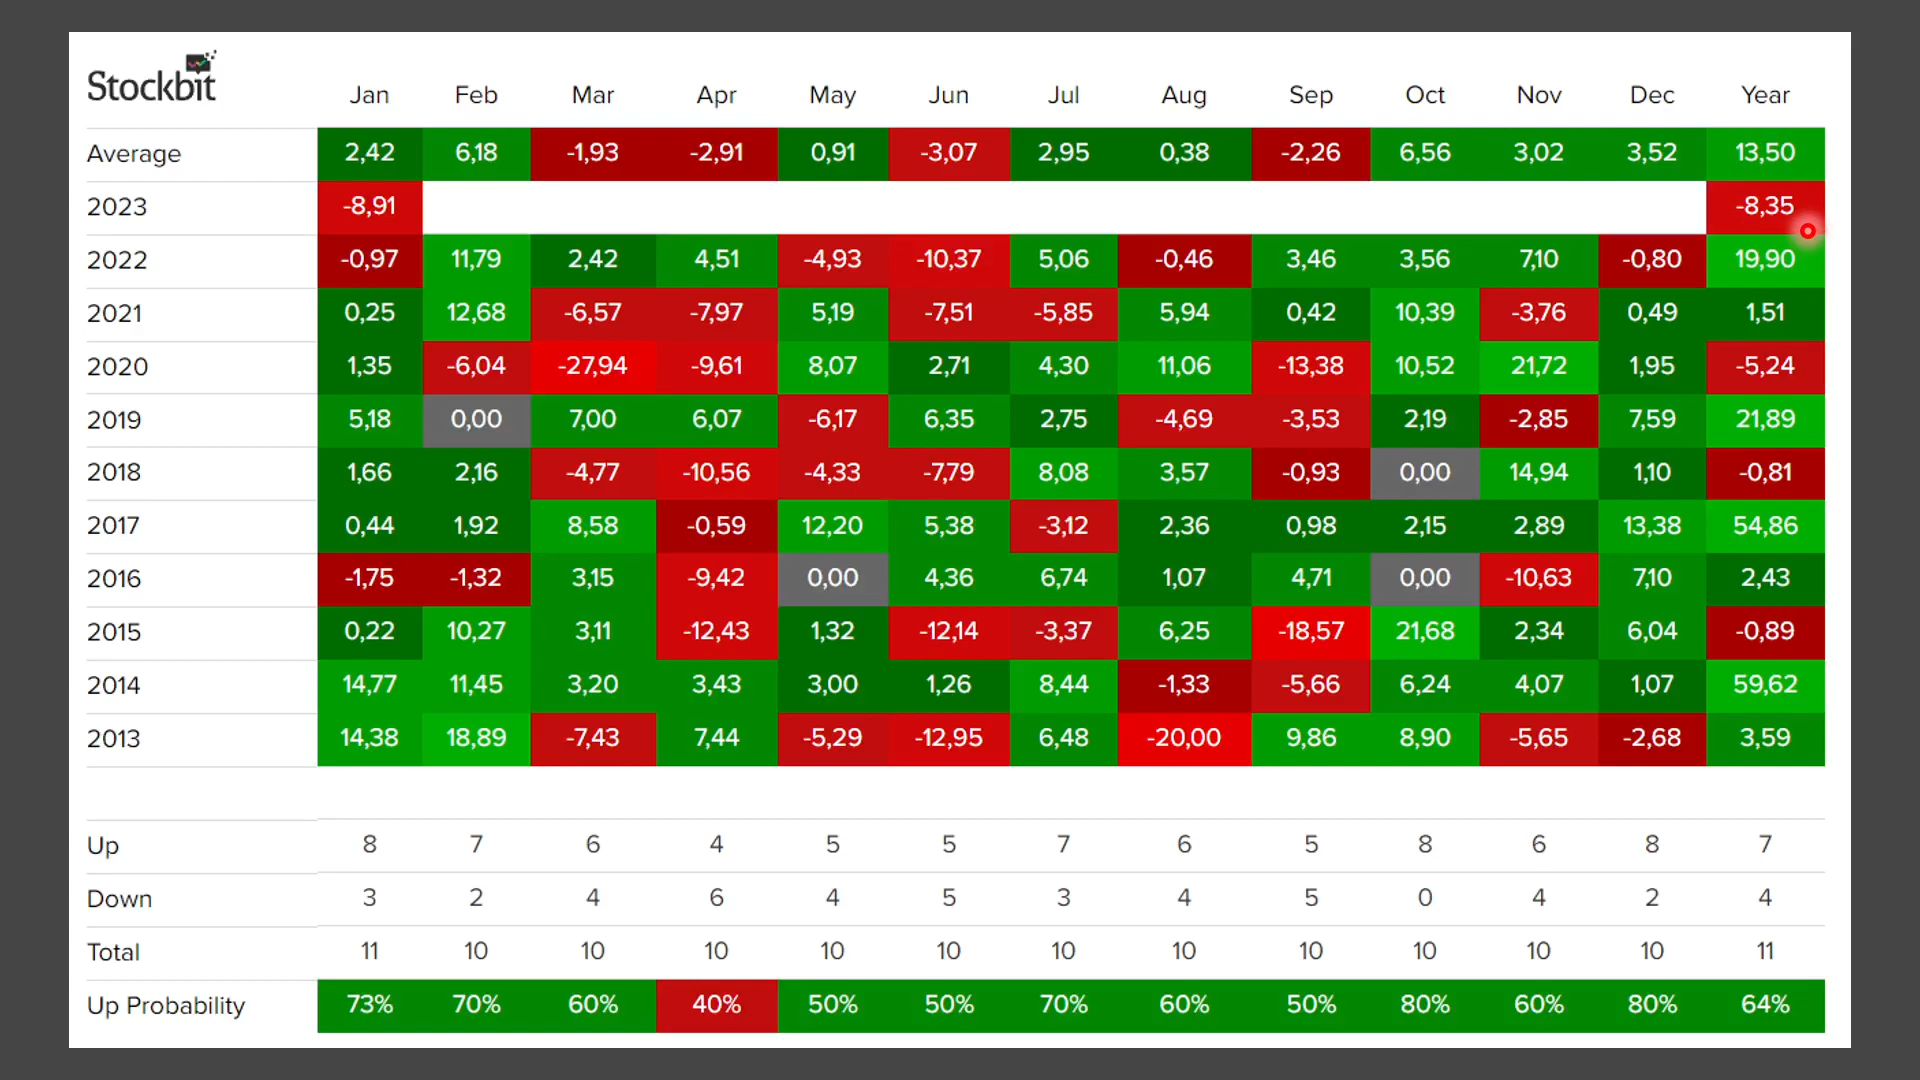 Stockbit
Jan Feb Mar Apr May Jun Jul Aug Sep Oct Nov Dec Year
Average 2,42 6,18 -1,93 -2,91 0,91 -3,07 2,95 0,38 -2,26 6,56 3,02 3,52 13,50
2023 -8,91 -8,35
2022 -0,97 11,79 2,42 4,51 -4,93 -10,37 5,06 -0,46 3,46 3,56 7,10 -0,80 19,90
2021 0,25 12,68 -6,57 -7,97 5,19 -7,51 -5,85 5,94 0,42 10,39 -3,76 0,49 1,51
2020 1,35 -6,04 -27,94 -9,61 8,07 2,71 4,30 11,06 -13,38 10,52 21,72 1,95 -5,24
2019 5,18 0,00 7,00 6,07 -6,17 6,35 2,75 -4,69 -3,53 2,19 -2,85 7,59 21,89
2018 1,66 2,16 -4,77 -10,56 -4,33 -7,79 8,08 3,57 -0,93 0,00 14,94 1,10 -0,81
2017 0,44 1,92 8,58 -0,59 12,20 5,38 -3,12 2,36 0,98 2,15 2,89 13,38 54,86
2016 -1,75 -1,32 3,15 -9,42 0,00 4,36 6,74 1,07 4,71 0,00 -10,63 7,10 2,43
2015 0,22 10,27 3,11 -12,43 1,32 -12,14 -3,37 6,25 -18,57 21,68 2,34 6,04 -0,89
2014 14,77 11,45 3,20 3,43 3,00 1,26 8,44 -1,33 -5,66 6,24 4,07 1,07 59,62
2013 14,38 18,89 -7,43 7,44 -5,29 -12,95 6,48 -20,00 9,86 8,90 -5,65 -2,68 3,59
Up 8 7 6 4 5 5 7 6 5 8 6 8 7
Down 3 2 4 6 4 5 3 4 5 0 4 2 4
Total 11 10 10 10 10 10 10 10 10 10 10 10 11
Up Probability 73% 70% 60% 40% 50% 50% 70% 60% 50% 80% 60% 80% 64%